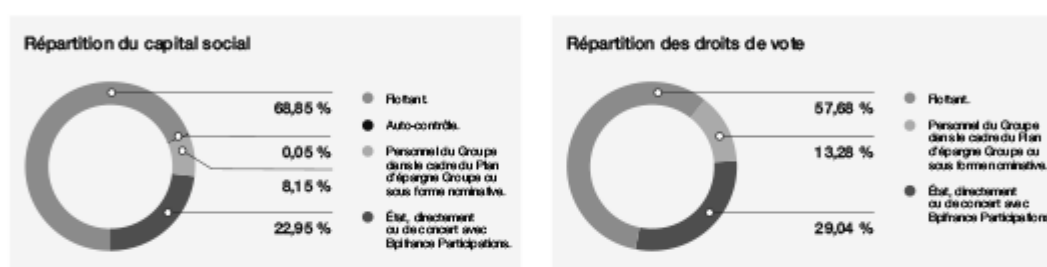 Répartition du capital social
68,85 %
0,05 %
8,15 %
22,95 %
Flottant.
Auto-contrôle.
Personnel du Groupe
dans le cadre du Plan
d'épargne Groupe ou
sous forme nominative.
État, directement
ou de concert avec
Bpifrance Participations.
Répartition des droits de vote
57,68 %
13,28 %
29,04 %
Flottant.
Personnel du Groupe
dans le cadre du Plan
d'épargne Groupe ou
sous forme nominative.
État, directement
ou de concert avec
Bpifrance Participations